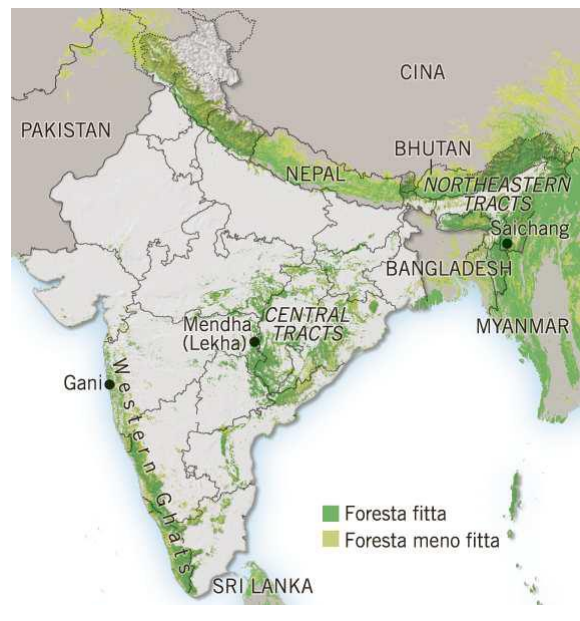 CINA
PAKISTAN
BHUTAN
NEPAL
NORTHEASTERN
TRACTS
Saichang
BANGLADESH
MYANMAR
Mendha
(Lekha)
CENTRAL
TRACTS
Gani
Western Ghats
Foresta fitta
Foresta meno fitta
SRI LANKA